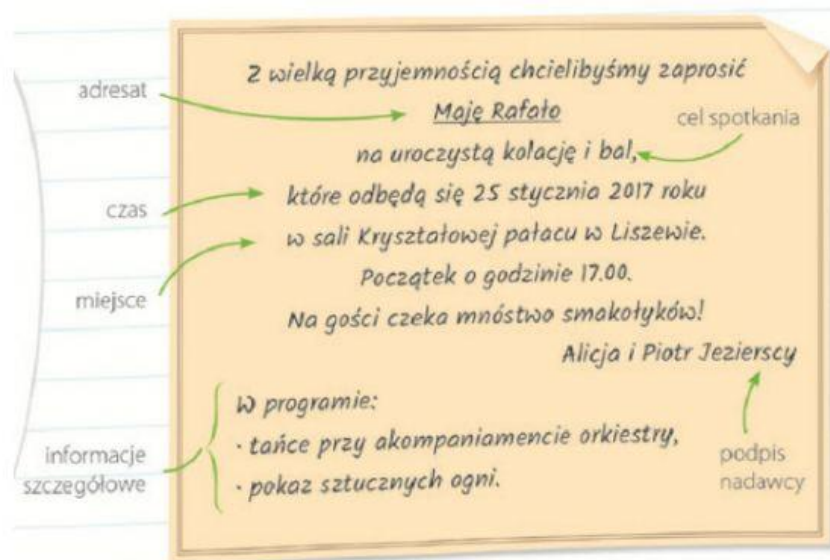 Z wielką przyjemnością chcielibyśmy zaprosić
adresat
Maję Rafało
cel spotkania
na uroczystą kolację i bal,
czas
które odbędą się 25 stycznia 2017 roku
w sali Kryształowej pałacu w Liszewie.
miejsce
Początek o godzinie 17.00.
Na gości czeka mnóstwo smakołyków!
Alicja i Piotr Jezierscy
W programie:
· tańce przy akompaniamencie orkiestry,
· pokaz sztucznych ogni.
informacje
szczegółowe
podpis
nadawcy